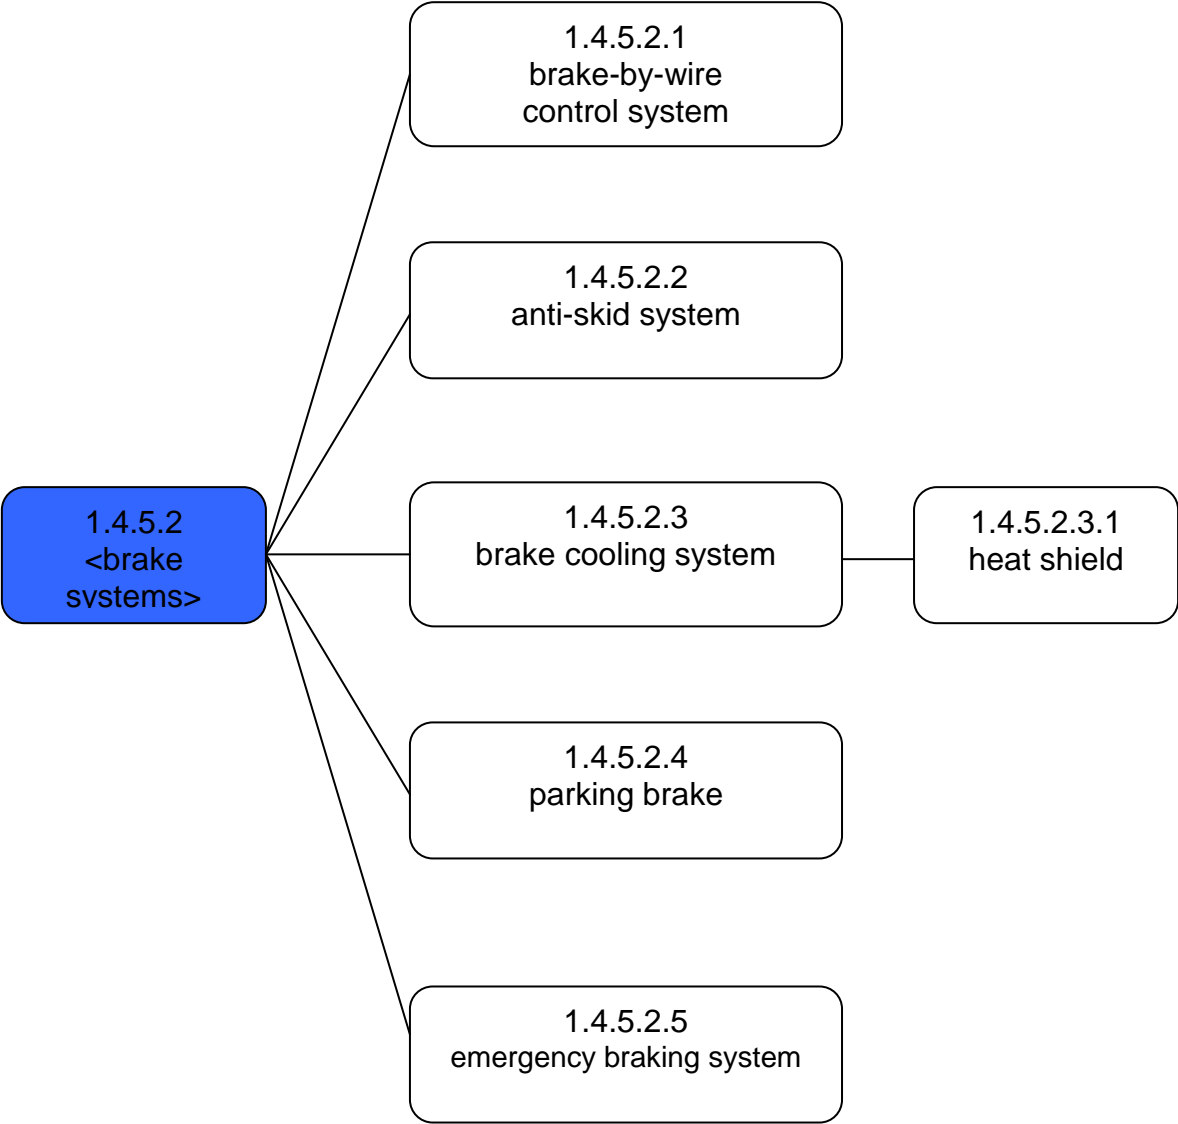 1.4.5.2.1
brake-by-wire
control system
1.4.5.2.2
anti-skid system
1.4.5.2
<brake
systems>
1.4.5.2.3
brake cooling system
1.4.5.2.3.1
heat shield
1.4.5.2.4
parking brake
1.4.5.2.5
emergency braking system